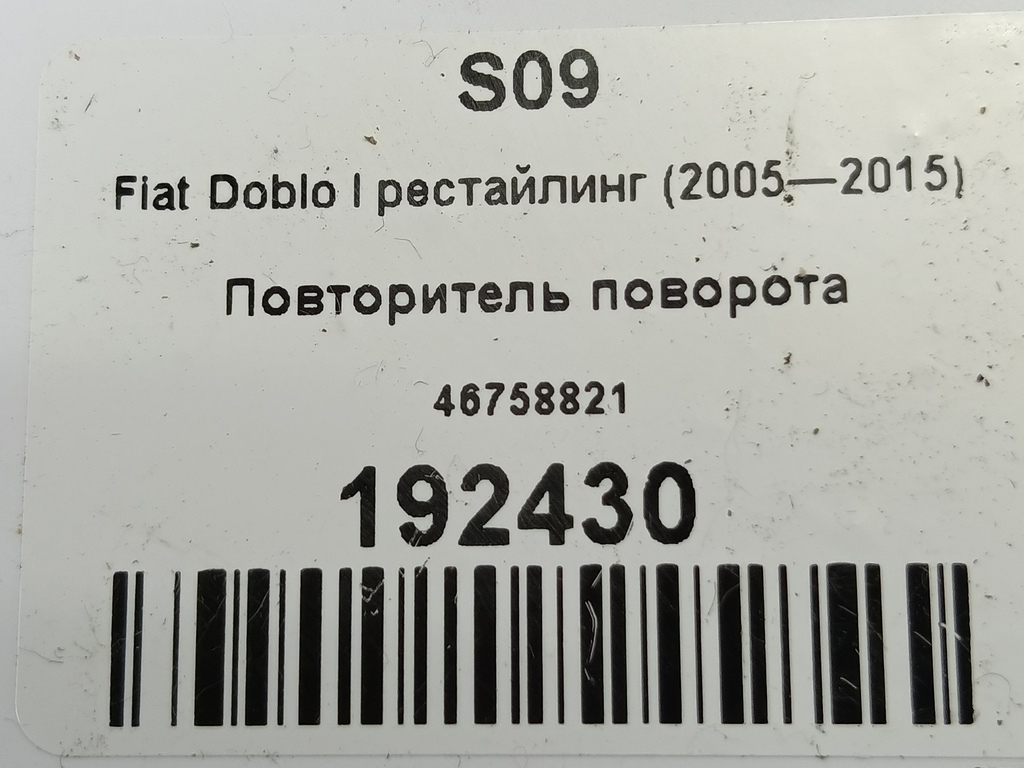 S09
Fiat Doblo I рестайлинг (2005—2015)
Повторитель поворота
46758821
192430